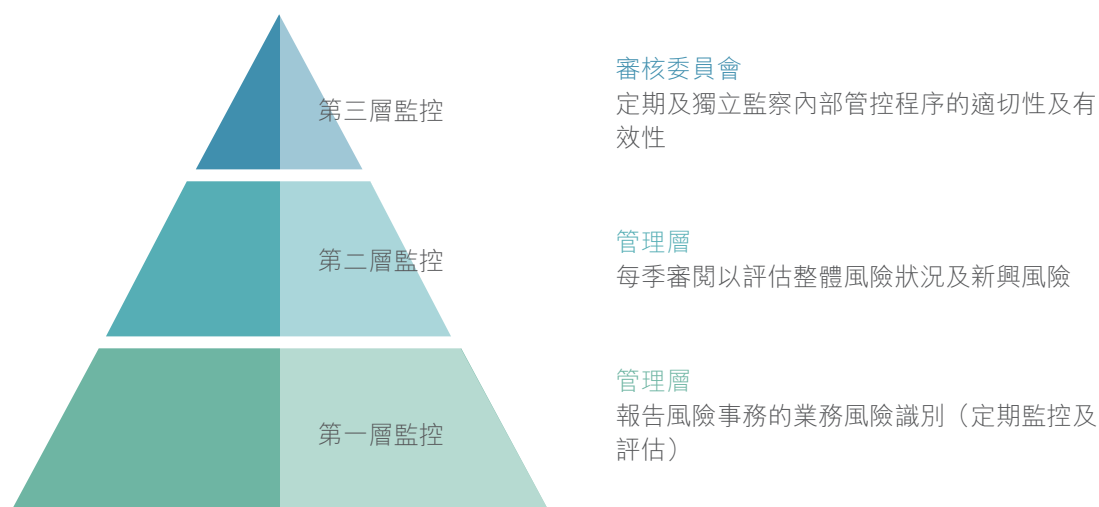 第三層監控
審核委員會
定期及獨立監察內部管控程序的適切性及有
效性
第二層監控
管理層
每季審閱以評估整體風險狀況及新興風險
第一層監控
管理層
報告風險事務的業務風險識別（定期監控及
評估）